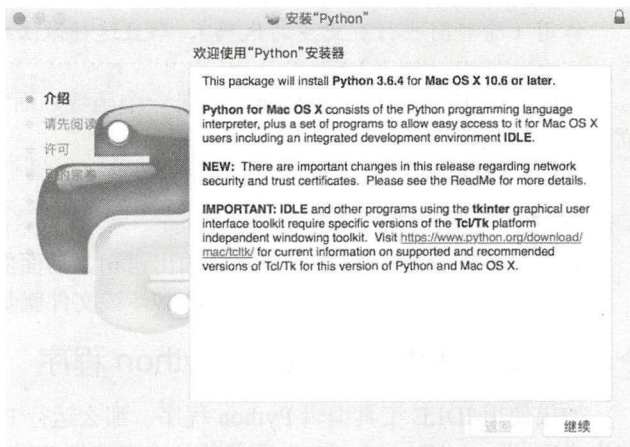 安装“Python”
欢迎使用“Python”安装器
介绍
请先阅读
许可
This package will install Python 3.6.4 for Mac OS X 10.6 or later.
Python for Mac OS X consists of the Python programming language
interpreter, plus a set of programs to allow easy access to it for Mac OS X
users including an integrated development environment IDLE.
NEW: There are important changes in this release regarding network
security and trust certificates. Please see the ReadMe for more details.
IMPORTANT: IDLE and other programs using the tkinter graphical user
interface toolkit require specific versions of the Tcl/Tk platform
independent windowing toolkit. Visit https://www.python.org/download/
mac/tcltk/ for current information on supported and recommended
versions of Tcl/Tk for this version of Python and Mac OS X.
返回
继续